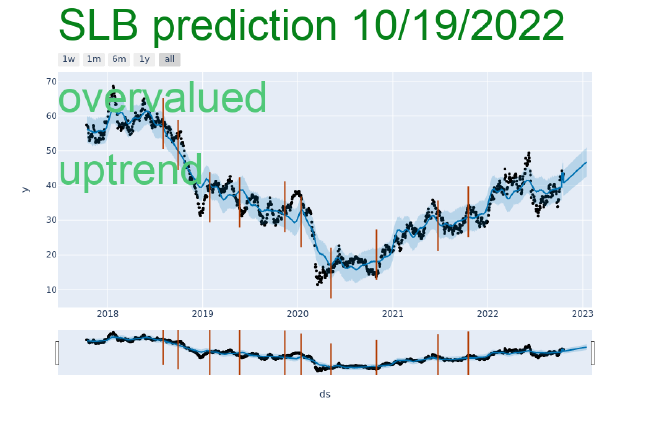 SLB prediction 10/19/2022
1w 1m 6m 1y all
overvalued
uptrend
70
60
50
40
30
20
10
y
2018 2019 2020 2021 2022 2023
ds